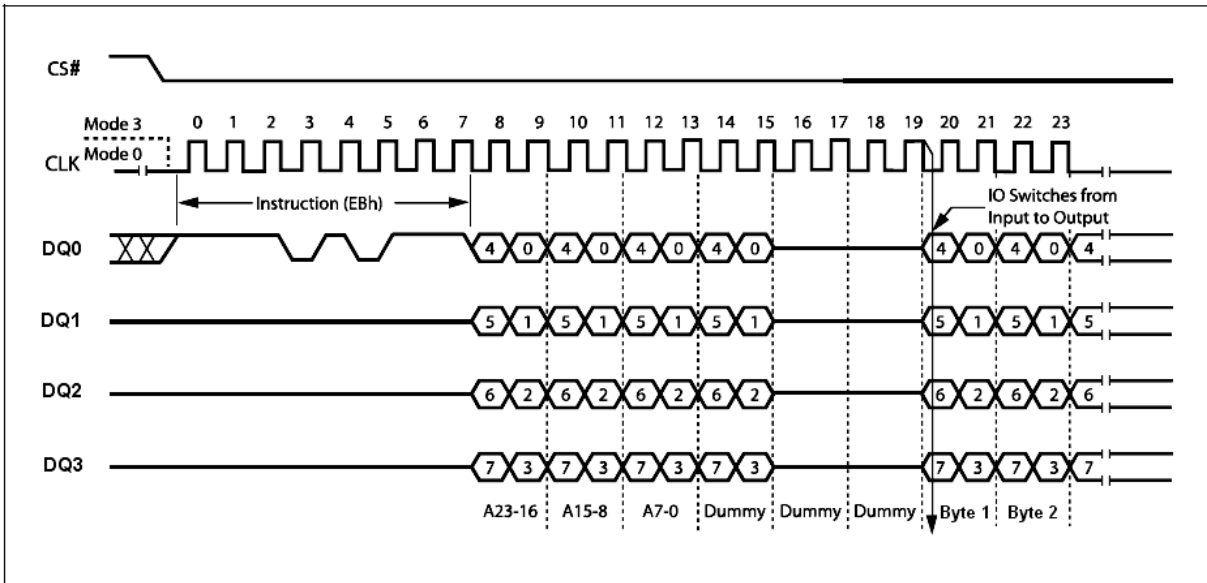 CS#
Mode 3
0 1 2 3 4 5 6 7 8 9 10 11 12 13 14 15 16 17 18 19 20 21 22 23
CLK
Mode 0
Instruction (EBh)
IO Switches from
Input to Output
DQ0
4 0 4 0 4 0 4 0 4 0 4 0 4
DQ1
5 1 5 1 5 1 5 1 5 1 5 1 5
DQ2
6 2 6 2 6 2 6 2 6 2 6 2 6
DQ3
7 3 7 3 7 3 7 3 7 3 7 3 7
A23-16 A15-8 A7-0 Dummy Dummy Dummy Byte 1 Byte 2